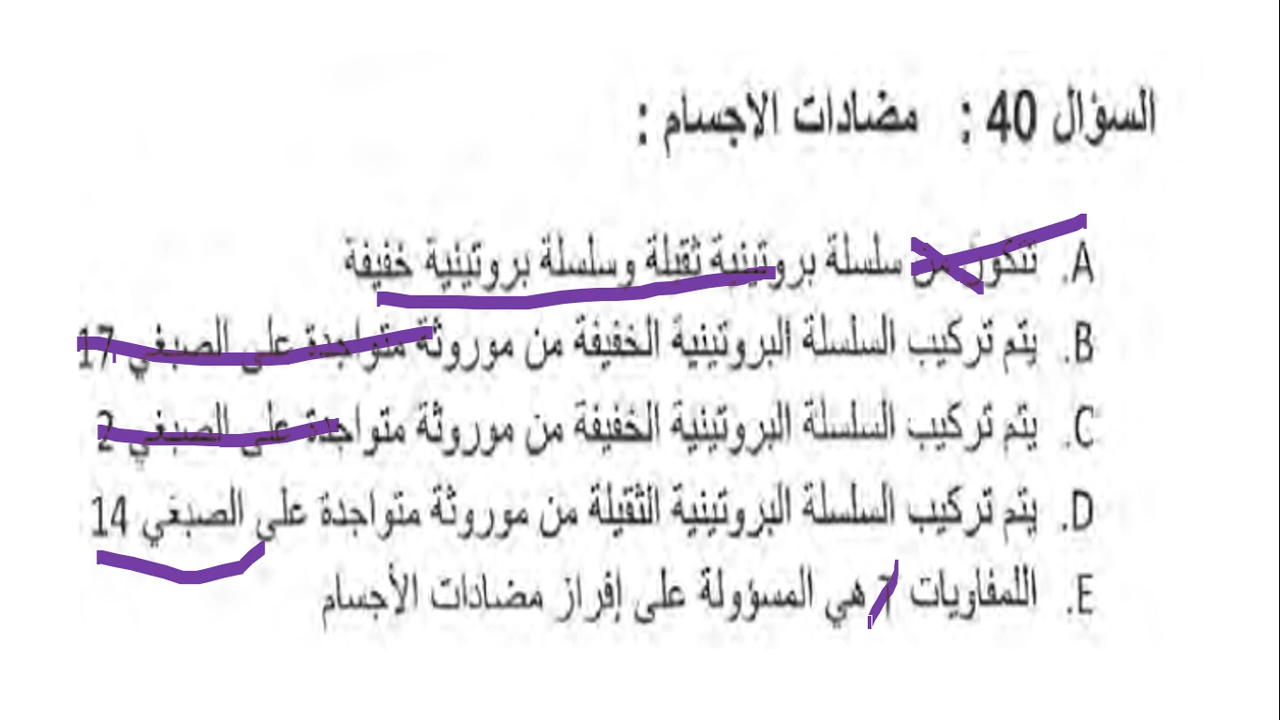 السؤال 40 : مضادات الاجسام :
A. تتكون من سلسلة بروتينية ثقيلة وسلسلة بروتينية خفيفة
B. يتم تركيب السلسلة البروتينية الخفيفة من موروثة متواجدة على الصبغي 17
C. يتم تركيب السلسلة البروتينية الخفيفة من موروثة متواجدة على الصبغي 2
D. يتم تركيب السلسلة البروتينية الثقيلة من موروثة متواجدة على الصبغي 14
E. اللمفاويات T هي المسؤولة على إفراز مضادات الأجسام